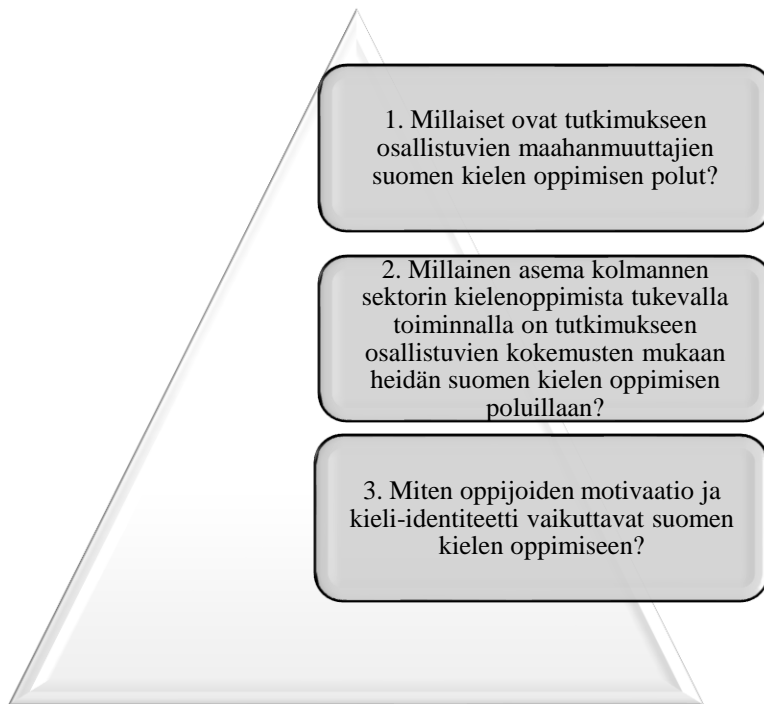 1. Millaiset ovat tutkimukseen
osallistuvien maahanmuuttajien
suomen kielen oppimisen polut?
2. Millainen asema kolmannen
sektorin kielenoppimista tukevalla
toiminnalla on tutkimukseen
osallistuvien kokemusten mukaan
heidän suomen kielen oppimisen
poluillaan?
3. Miten oppijoiden motivaatio ja
kieli-identiteetti vaikuttavat suomen
kielen oppimiseen?